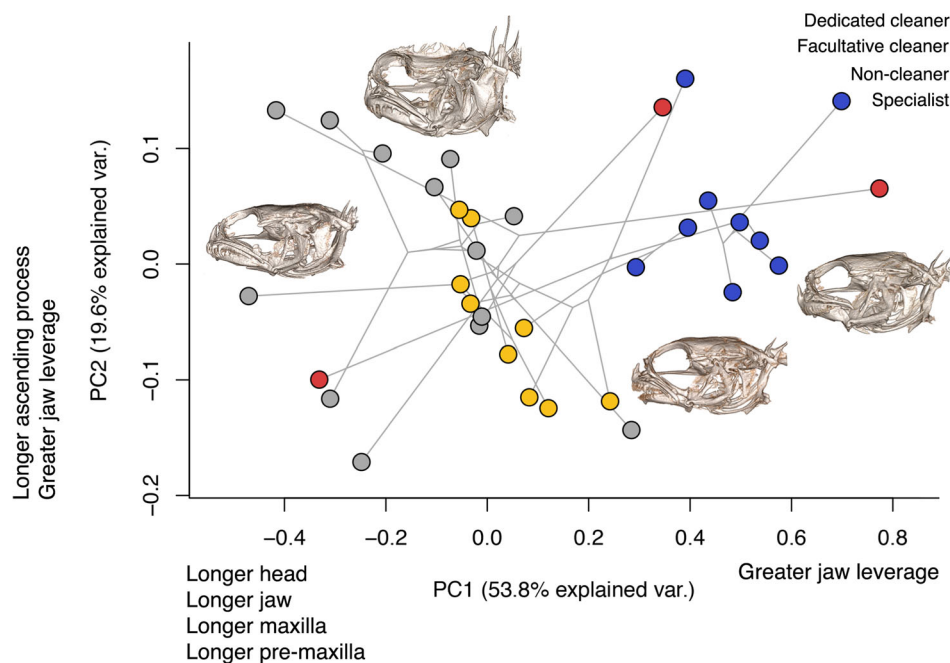 Dedicated cleaner
Facultative cleaner
Non-cleaner
Specialist
Longer ascending process
Greater jaw leverage
PC2 (19.6% explained var.)
0.1
0.0
−0.1
−0.2
−0.4
−0.2
0.0
0.2
0.4
0.6
0.8
PC1 (53.8% explained var.)
Greater jaw leverage
Longer head
Longer jaw
Longer maxilla
Longer pre-maxilla